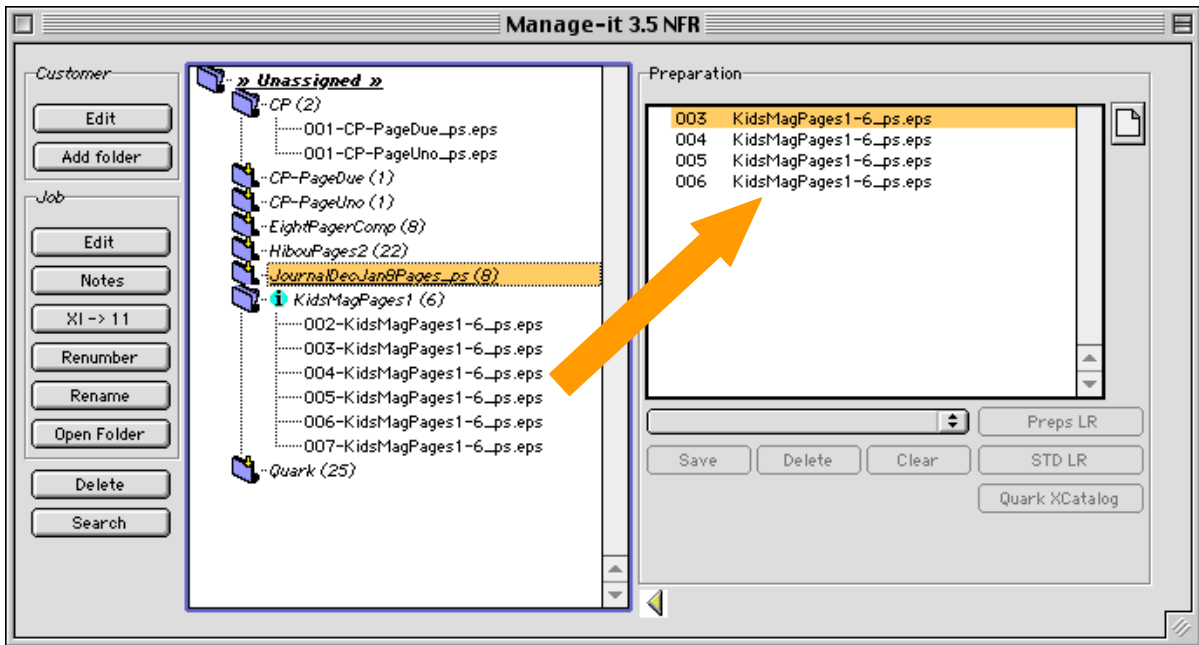 Manage-it 3.5 NFR
Customer
Edit
Add folder
Job
Edit
Notes
XI -> 11
Renumber
Rename
Open Folder
Delete
Search
» Unassigned »
CP (2)
001-CP-PageDue_ps.eps
001-CP-PageUno_ps.eps
CP-PageDue (1)
CP-PageUno (1)
EightPagerComp (8)
HibouPages2 (22)
JournalDeoJan8Pages_ps (8)
i KidsMagPages1 (6)
002-KidsMagPages1-6_ps.eps
003-KidsMagPages1-6_ps.eps
004-KidsMagPages1-6_ps.eps
005-KidsMagPages1-6_ps.eps
006-KidsMagPages1-6_ps.eps
007-KidsMagPages1-6_ps.eps
Quark (25)
Preparation
003 KidsMagPages1-6_ps.eps
004 KidsMagPages1-6_ps.eps
005 KidsMagPages1-6_ps.eps
006 KidsMagPages1-6_ps.eps
Preps LR
Save Delete Clear STD LR
Quark XCatalog